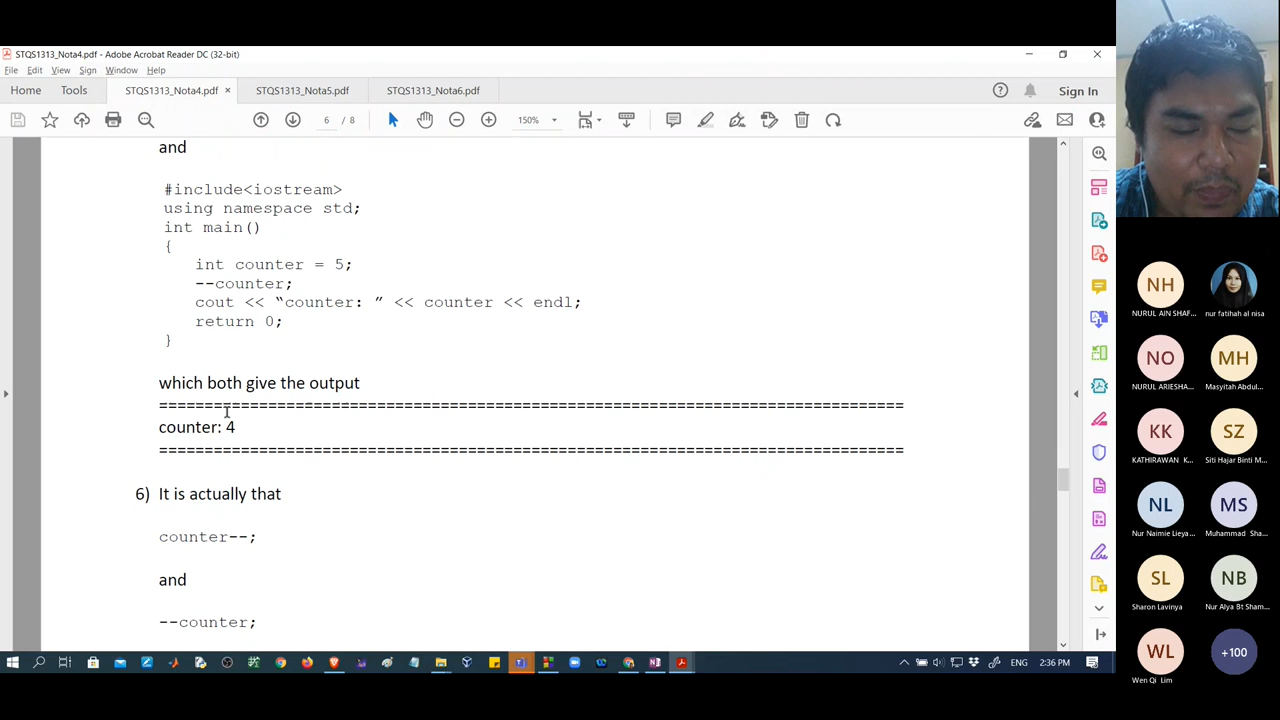 STQS1313_Nota4.pdf - Adobe Acrobat Reader DC (32-bit)
File Edit View Sign Window Help
Home Tools STQS1313_Nota4.pdf × STQS1313_Nota5.pdf STQS1313_Nota6.pdf Sign In
6 / 8 150%
and
#include<iostream>
using namespace std;
int main()
{
int counter = 5;
--counter;
cout << “counter: ” << counter << endl;
return 0;
}
which both give the output
================================================================================
counter: 4
================================================================================
6) It is actually that
counter--;
and
--counter;
NH
NURUL AIN SHAF...
nur fatihah al nisa
NO
NURUL ARIESHA...
MH
Masyitah Abdul...
KK
KATHIRAWAN K...
SZ
Siti Hajar Binti M...
NL
Nur Naimie Lieya...
MS
Muhammad Sha...
SL
Sharon Lavinya
NB
Nur Alya Bt Sham...
WL
Wen Qi Lim
+100
ENG 2:36 PM